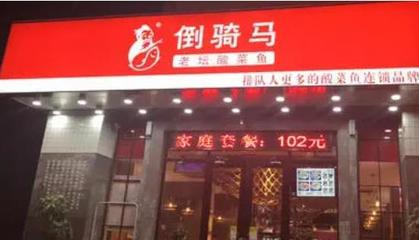 倒骑马
老坛酸菜鱼
排队人更多的酸菜鱼连锁品牌
家庭套餐：102元